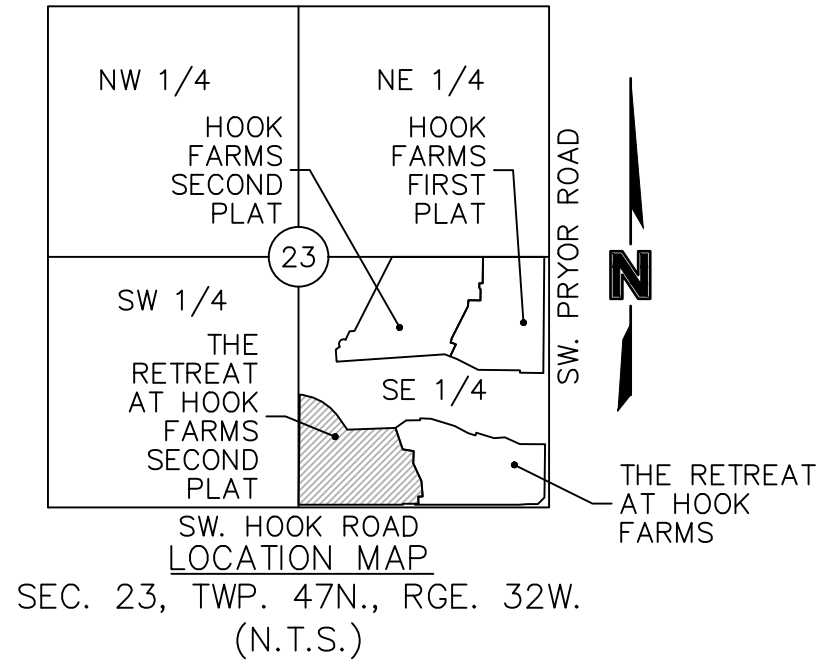 NW 1/4
NE 1/4
HOOK
FARMS
SECOND
PLAT
HOOK
FARMS
FIRST
PLAT
SW. PRYOR ROAD
N
23
SW 1/4
THE
RETREAT
AT HOOK
FARMS
SECOND
PLAT
SE 1/4
THE RETREAT
AT HOOK
FARMS
SW. HOOK ROAD
LOCATION MAP
SEC. 23, TWP. 47N., RGE. 32W.
(N.T.S.)